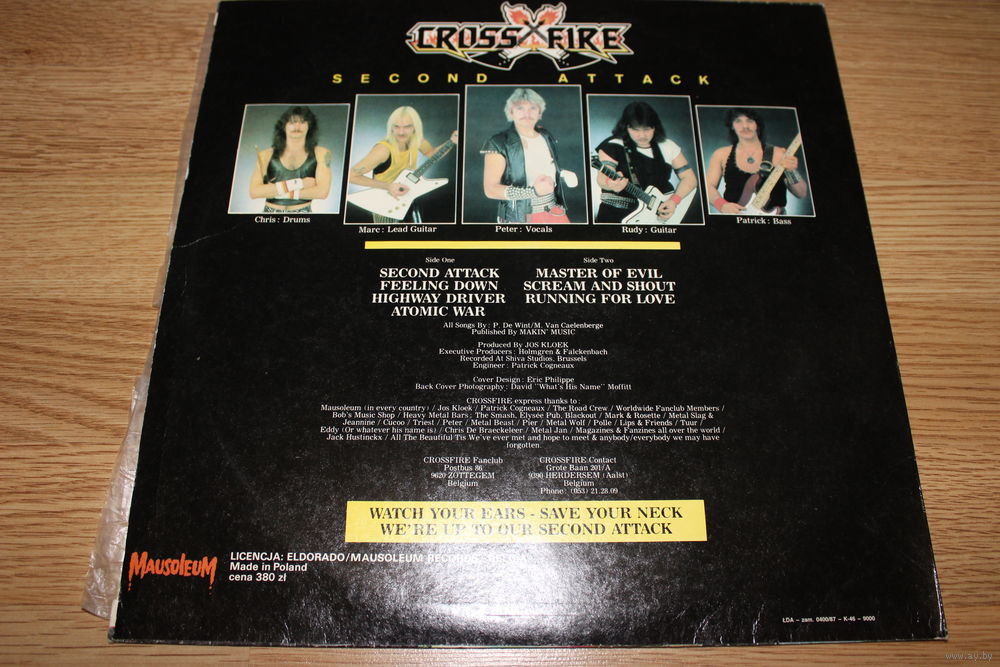 CROSSFIRE
SECOND ATTACK
Chris : Drums
Marc : Lead Guitar
Peter : Vocals
Rudy : Guitar
Patrick : Bass
Side One
SECOND ATTACK
FEELING DOWN
HIGHWAY DRIVER
ATOMIC WAR
Side Two
MASTER OF EVIL
SCREAM AND SHOUT
RUNNING FOR LOVE
All Songs By : P. De Wint/M. Van Caelenberge
Published By MAKIN' MUSIC
Produced By JOS KLOEK
Executive Producers : Holmgren & Falckenbach
Recorded At Shiva Studios, Brussels
Engineer : Patrick Cogneaux
Cover Design : Eric Philippe
Back Cover Photography : David "What's His Name" Moffitt
CROSSFIRE express thanks to :
Mausoleum (in every country) / Jos Kloek / Patrick Cogneaux / The Road Crew / Worldwide Fanclub Members /
Bob's Music Shop / Heavy Metal Bars : The Smash, Elysée Pub, Blackout / Mark & Rosette / Metal Slag &
Jeannine / Cucoo / Triest / Peter / Metal Beast / Pier / Metal Wolf / Polle / Lips & Friends / Tuur /
Eddy (Or whatever his name is) / Chris De Braeckeleer / Metal Jan / Magazines & Fanzines all over the world /
Jack Hustinckx / All The Beautiful Tis We've ever met and hope to meet & anybody/everybody we may have
forgotten.
CROSSFIRE Fanclub
Postbus 86
9620 ZOTTEGEM
Belgium
CROSSFIRE Contact
Grote Baan 201/A
9390 HERDERSEM (Aalst)
Belgium
Phone : (053) 21.28.09
WATCH YOUR EARS - SAVE YOUR NECK
WE'RE UP TO OUR SECOND ATTACK
MAUSOLEUM
LICENCJA: ELDORADO/MAUSOLEUM RECORDS
Made in Poland
cena 380 zł
ŁDA – zam. 0400/87 – K-46 – 9000
www.ay.by